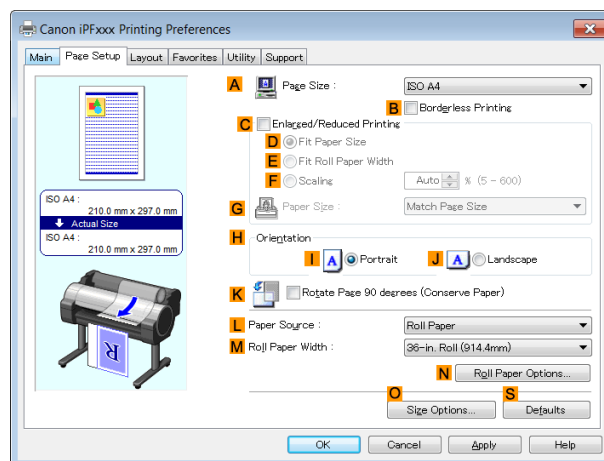 Canon iPFxxx Printing Preferences
Main Page Setup Layout Favorites Utility Support
A Page Size : ISO A4
B Borderless Printing
C Enlarged/Reduced Printing
D Fit Paper Size
E Fit Roll Paper Width
F Scaling Auto % (5 - 600)
G Paper Size : Match Page Size
ISO A4 :
210.0 mm x 297.0 mm
Actual Size
ISO A4 :
210.0 mm x 297.0 mm
H Orientation
I A Portrait J A Landscape
K Rotate Page 90 degrees (Conserve Paper)
L Paper Source : Roll Paper
M Roll Paper Width : 36-in. Roll (914.4mm)
R
N Roll Paper Options...
O S
Size Options... Defaults
OK Cancel Apply Help